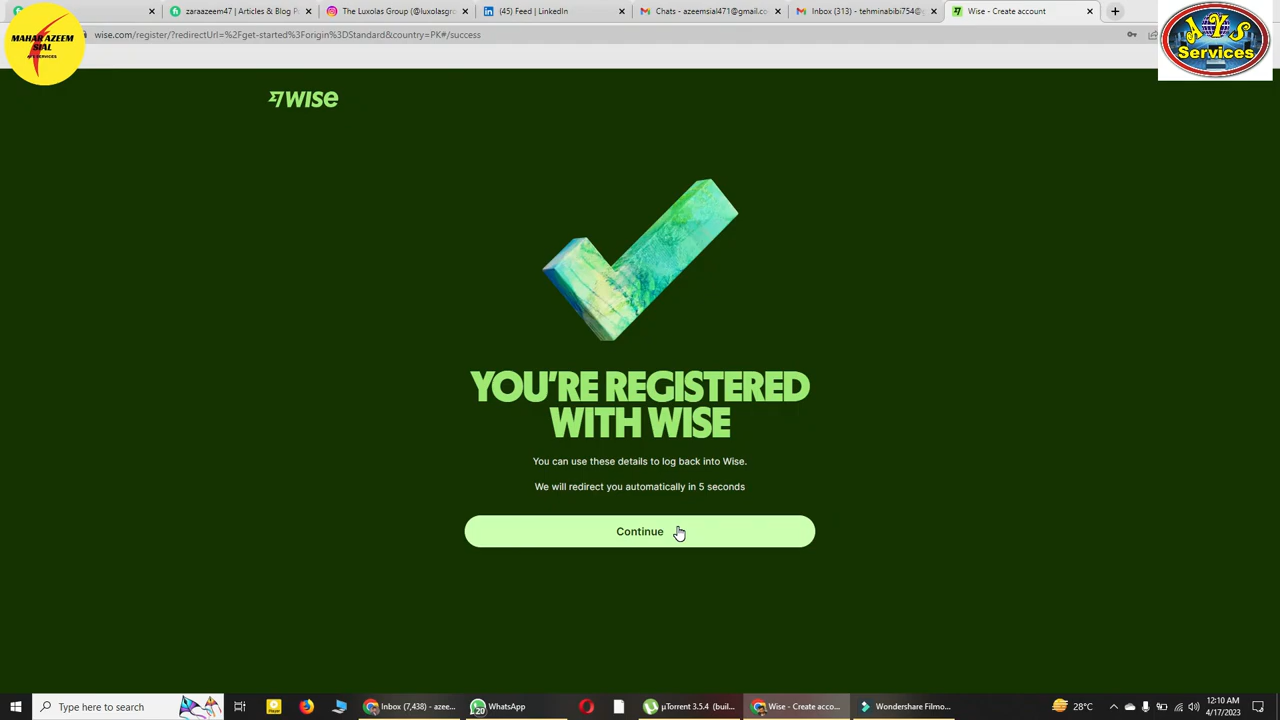 zaraazeem47 | Articles & Blog
The Luxolas Group (@luxolasg
(45) Feed | LinkedIn
Chats - azeemsial471@gmail.co
Inbox (313) - tehmnabi754@
Wise - Create account
wise.com/register/?redirectUrl=%2Fget-started%3Forigin%3DStandard&country=PK#/success
MAHAR AZEEM
SIAL
AYS
Services
WISE
YOU'RE REGISTERED
WITH WISE
You can use these details to log back into Wise.
We will redirect you automatically in 5 seconds
Continue
Type here to search
Inbox (7,438) - azee...
120
WhatsApp
µTorrent 3.5.4 (buil...
Wise - Create acco...
Wondershare Filmo...
28°C
12:10 AM
4/17/2023